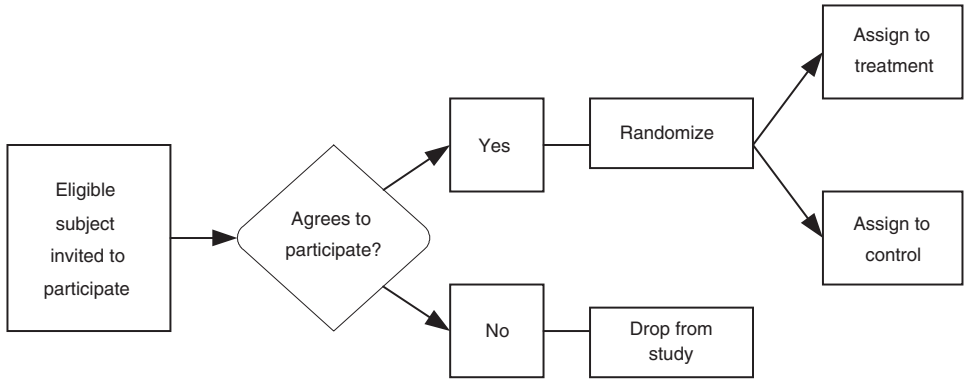 Eligible
subject
invited to
participate
Agrees to
participate?
Yes
Randomize
Assign to
treatment
Assign to
control
No
Drop from
study